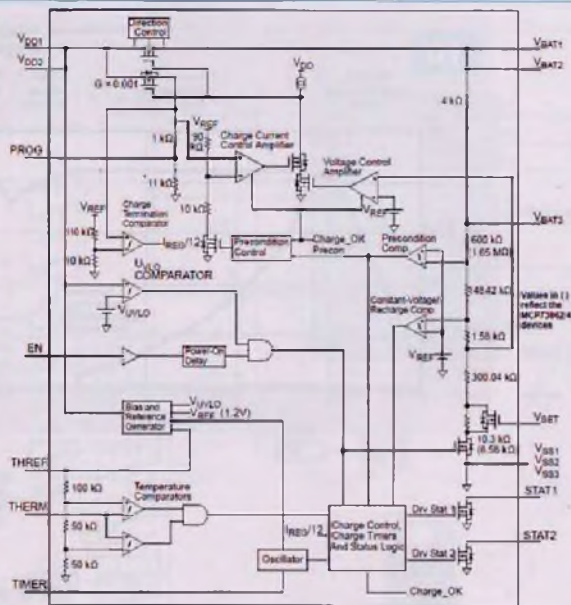 Direction
Control
VDD1
VDD2
G = 0.001
VDD
VBAT1
VBAT2
4 kΩ
VREF
90
kΩ
1 kΩ
PROG
Charge Current
Control Amplifier
Voltage Control
Amplifier
11 kΩ
VREF
Charge
Termination
Comparator
VREF
110 kΩ
10 kΩ
10 kΩ
IREG/12
Precondition
Control
Charge_OK
Precon
Precondition
Comp
VBAT3
600 kΩ
(1.65 MΩ)
148.42 kΩ
Values in ( )
reflect the
MCP73862/4
devices
UVLO
COMPARATOR
VUVLO
Constant-Voltage/
Recharge Comp
1.58 kΩ
VREF
300.04 kΩ
EN
Power-On
Delay
VSET
10.3 kΩ
(8.58 kΩ)
VSS1
VSS2
VSS3
Bias and
Reference
Generator
VUVLO
VREF (1.2V)
THREF
100 kΩ
Temperature
Comparators
THERM
50 kΩ
50 kΩ
IREG/12
Charge Control,
Charge Timers
And Status Logic
Drv Stat 1
STAT1
Drv Stat 2
STAT2
Oscillator
TIMER
Charge_OK